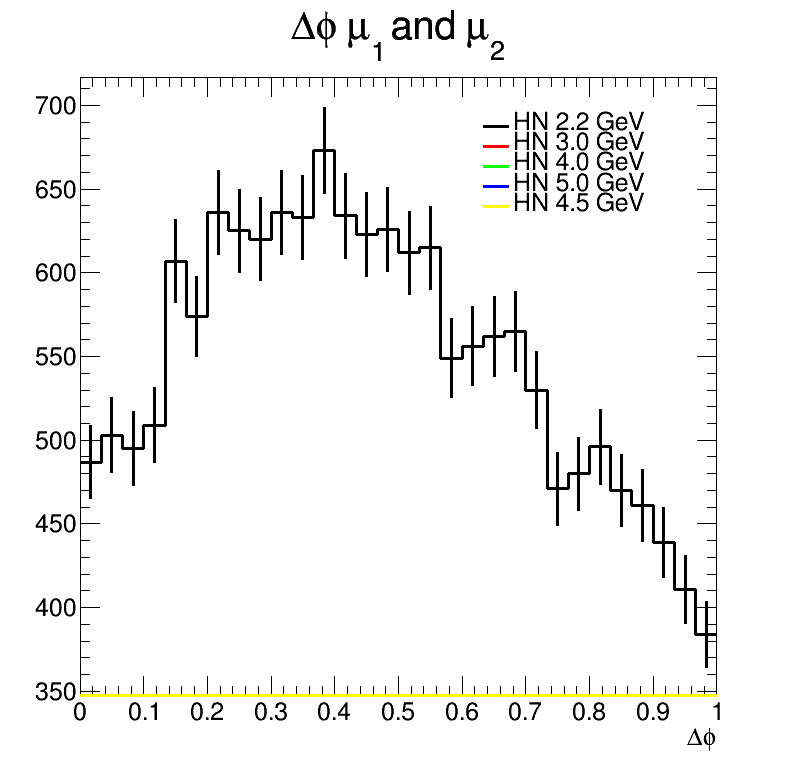 Δϕ μ1 and μ2
HN 2.2 GeV
HN 3.0 GeV
HN 4.0 GeV
HN 5.0 GeV
HN 4.5 GeV
700
650
600
550
500
450
400
350
0 0.1 0.2 0.3 0.4 0.5 0.6 0.7 0.8 0.9 1
Δϕ